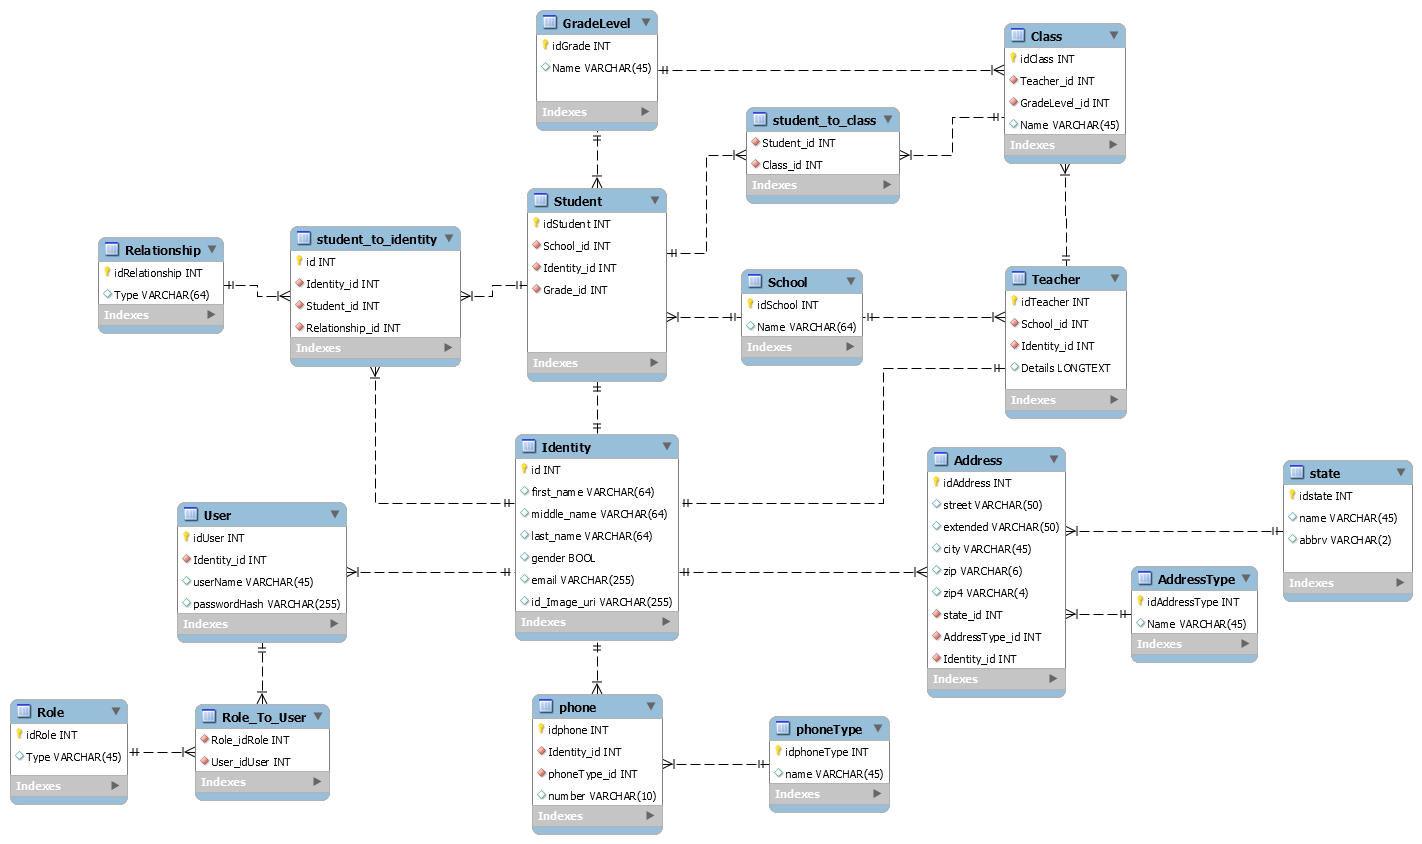 GradeLevel
idGrade INT
Name VARCHAR(45)
Indexes
Class
idClass INT
Teacher_id INT
GradeLevel_id INT
Name VARCHAR(45)
Indexes
student_to_class
Student_id INT
Class_id INT
Indexes
Student
idStudent INT
School_id INT
Identity_id INT
Grade_id INT
Indexes
Relationship
idRelationship INT
Type VARCHAR(64)
Indexes
student_to_identity
id INT
Identity_id INT
Student_id INT
Relationship_id INT
Indexes
School
idSchool INT
Name VARCHAR(64)
Indexes
Teacher
idTeacher INT
School_id INT
Identity_id INT
Details LONGTEXT
Indexes
Identity
id INT
first_name VARCHAR(64)
middle_name VARCHAR(64)
last_name VARCHAR(64)
gender BOOL
email VARCHAR(255)
id_Image_uri VARCHAR(255)
Indexes
Address
idAddress INT
street VARCHAR(50)
extended VARCHAR(50)
city VARCHAR(45)
zip VARCHAR(6)
zip4 VARCHAR(4)
state_id INT
AddressType_id INT
Identity_id INT
Indexes
state
idstate INT
name VARCHAR(45)
abbrv VARCHAR(2)
Indexes
AddressType
idAddressType INT
Name VARCHAR(45)
Indexes
User
idUser INT
Identity_id INT
userName VARCHAR(45)
passwordHash VARCHAR(255)
Indexes
Role
idRole INT
Type VARCHAR(45)
Indexes
Role_To_User
Role_idRole INT
User_idUser INT
Indexes
phone
idphone INT
Identity_id INT
phoneType_id INT
number VARCHAR(10)
Indexes
phoneType
idphoneType INT
name VARCHAR(45)
Indexes